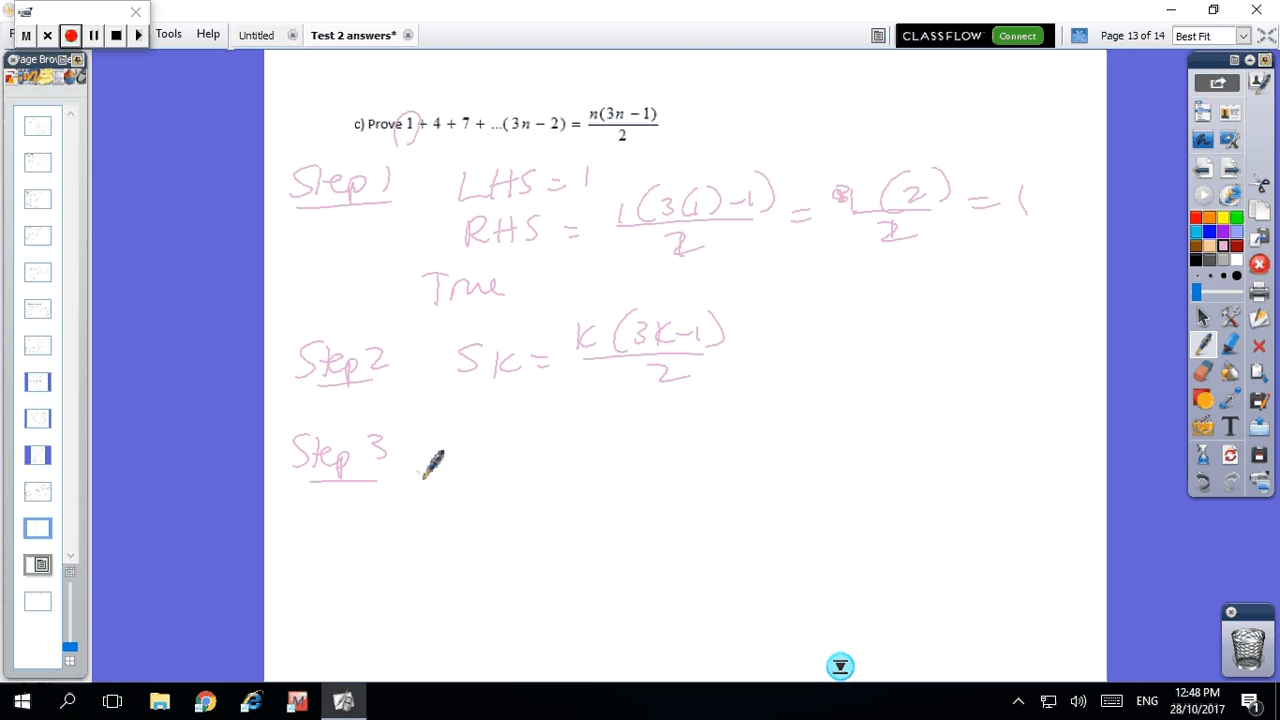 Tools Help Untitled Test 2 answers* CLASSFLOW Connect Page 13 of 14 Best Fit
M
c) Prove 1 + 4 + 7 + ...( 3n − 2) = n(3n − 1) / 2
Step 1 LHS = 1
RHS = 1(3(1)-1) / 2 = 1(2) / 2 = 1
True
Step 2 SK = K(3K-1) / 2
Step 3
ENG
12:48 PM
28/10/2017